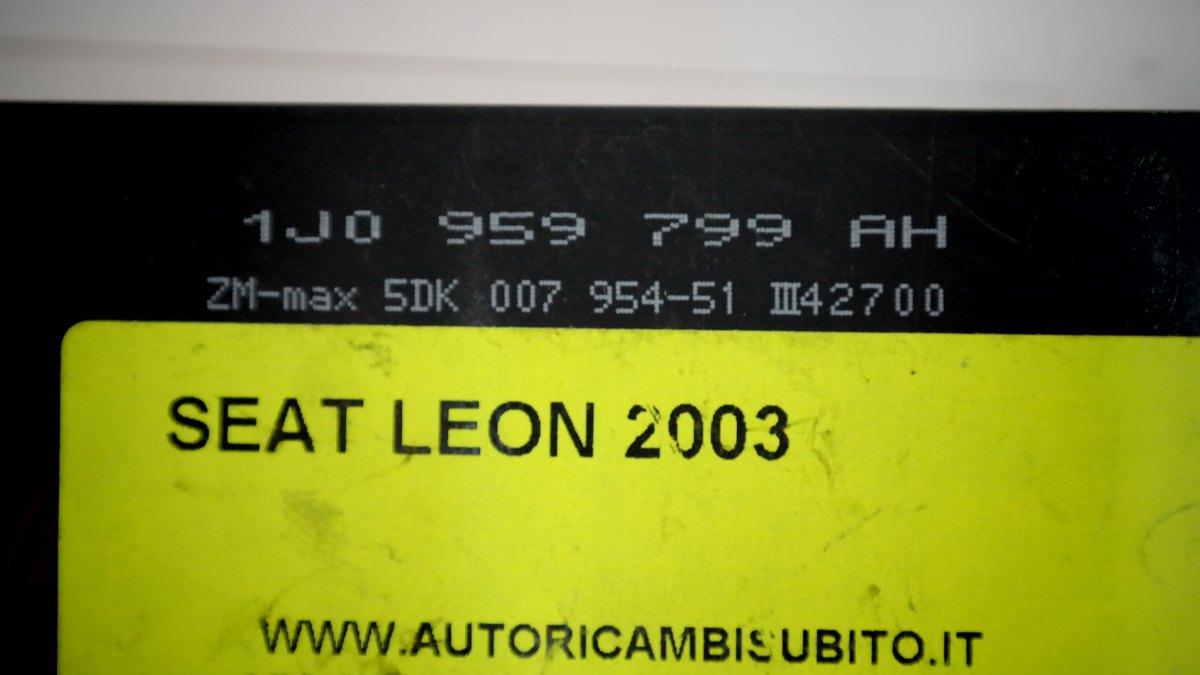 1J0 959 799 AH
ZM-max 5DK 007 954-51 III42700
SEAT LEON 2003
WWW.AUTORICAMBISUBITO.IT